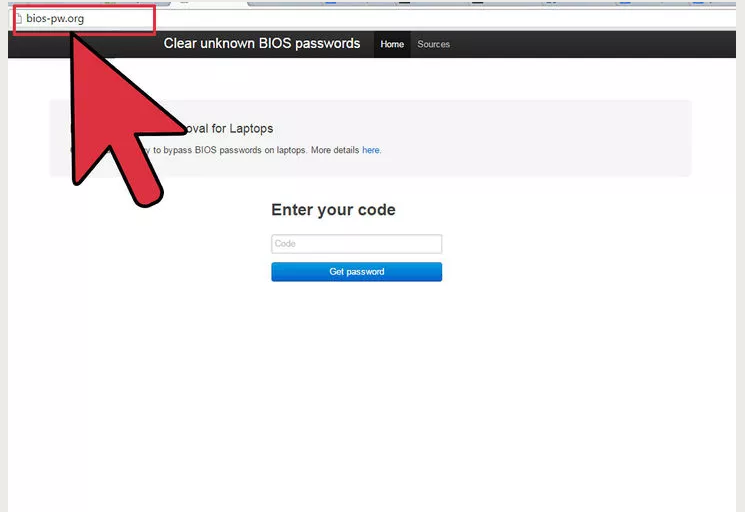 bios-pw.org
Clear unknown BIOS passwords Home Sources
oval for Laptops
y to bypass BIOS passwords on laptops. More details here.
Enter your code
Code
Get password